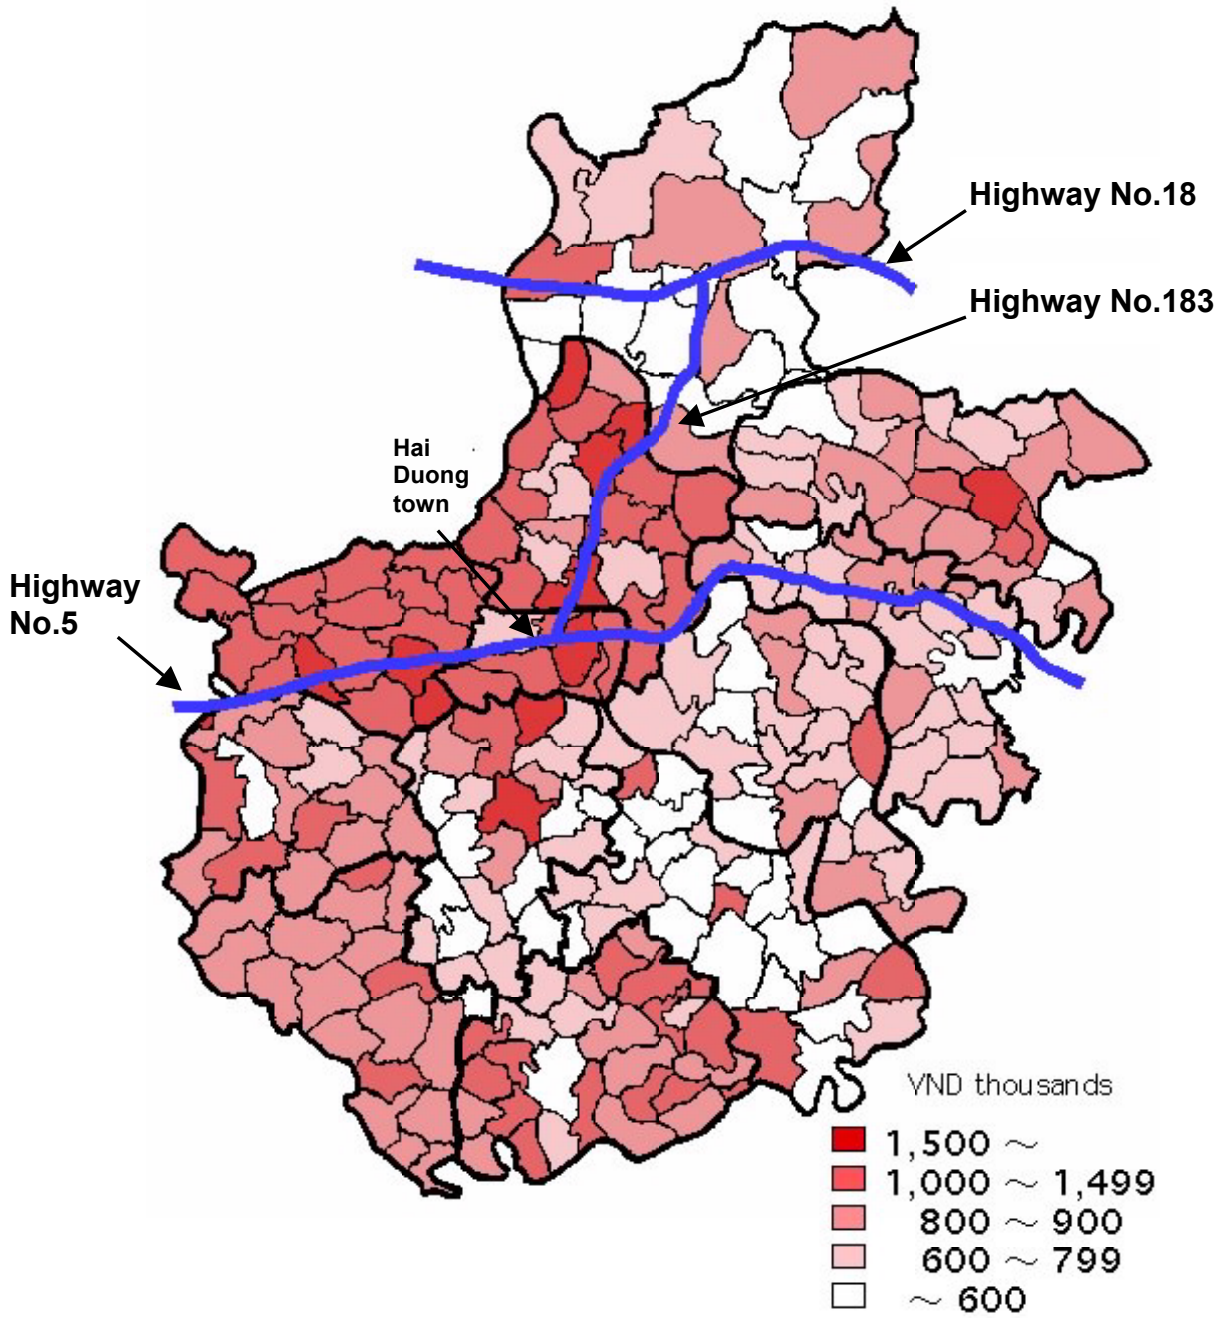 Highway No.18
Highway No.183
Hai
Duong
town
Highway
No.5
VND thousands
1,500 ～
1,000 ～ 1,499
800 ～ 900
600 ～ 799
～ 600